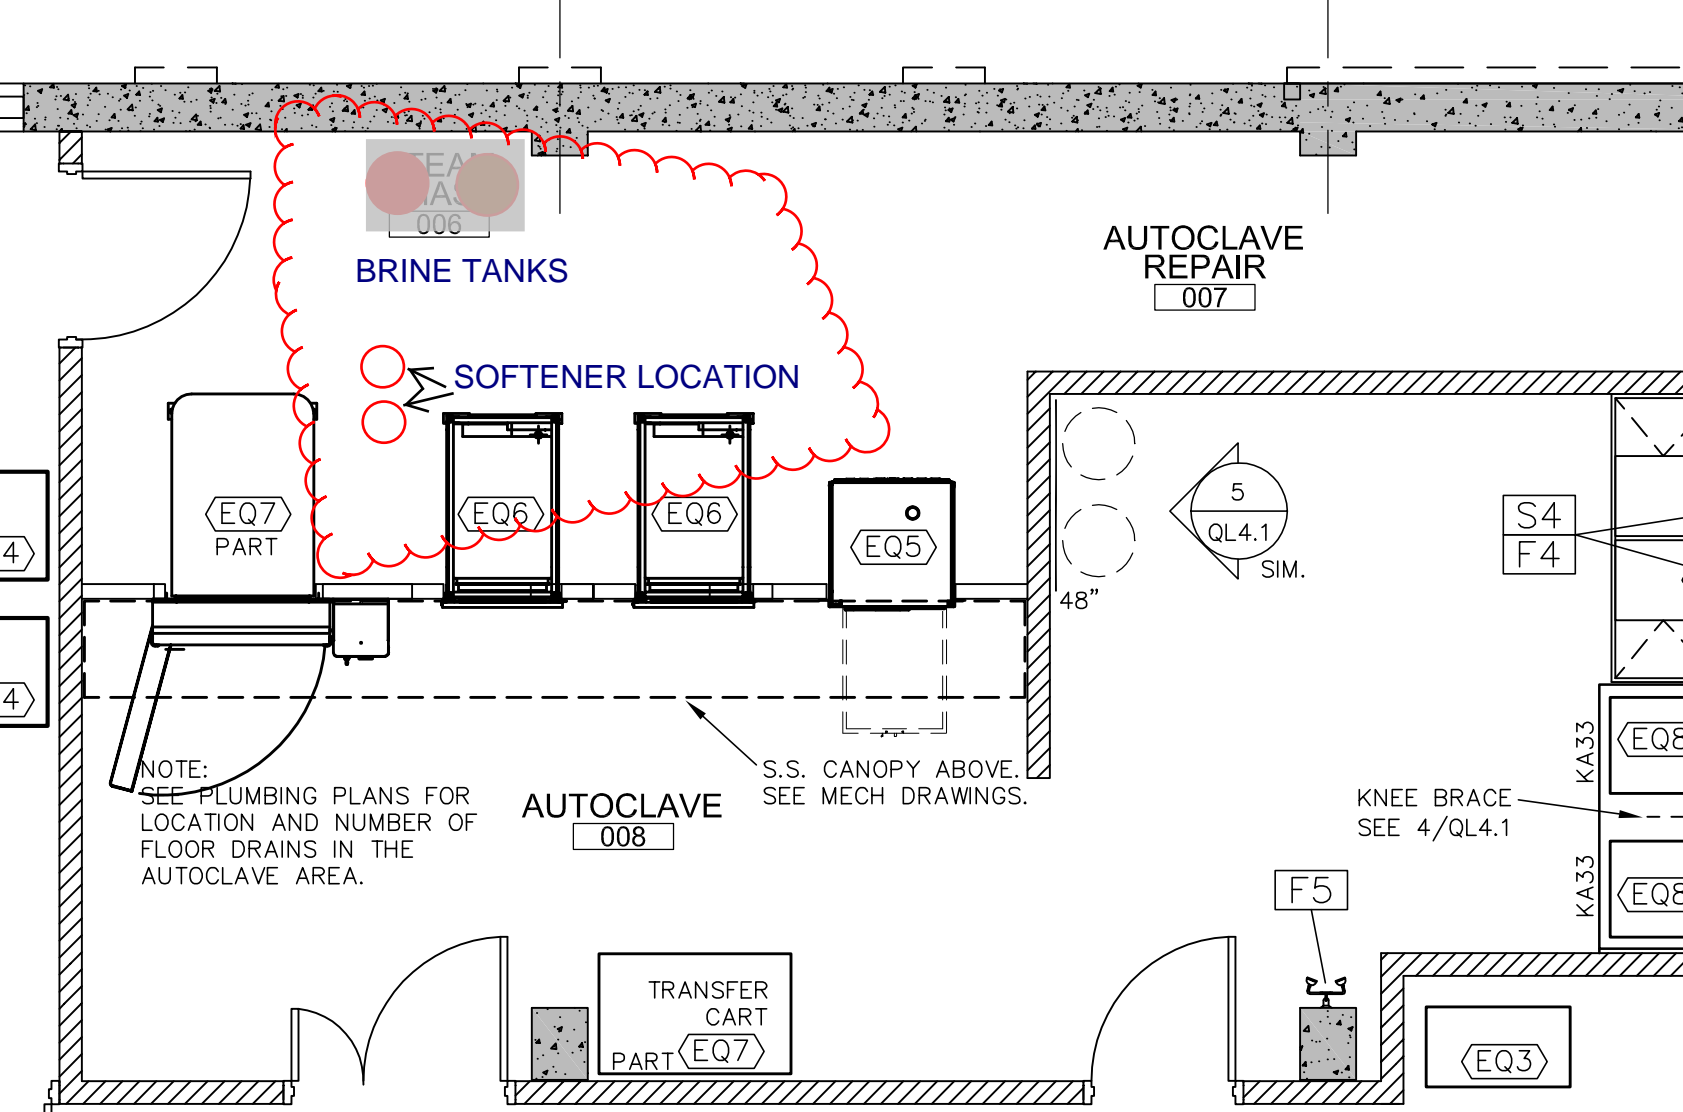 006
BRINE TANKS
AUTOCLAVE
REPAIR
007
SOFTENER LOCATION
EQ7
PART
EQ6
EQ6
EQ5
5
QL4.1
SIM.
48”
S4
F4
4
4
NOTE:
SEE PLUMBING PLANS FOR
LOCATION AND NUMBER OF
FLOOR DRAINS IN THE
AUTOCLAVE AREA.
S.S. CANOPY ABOVE.
SEE MECH DRAWINGS.
AUTOCLAVE
008
KA33
EQ8
KNEE BRACE
SEE 4/QL4.1
KA33
EQ8
F5
TRANSFER
CART
PART
EQ7
EQ3